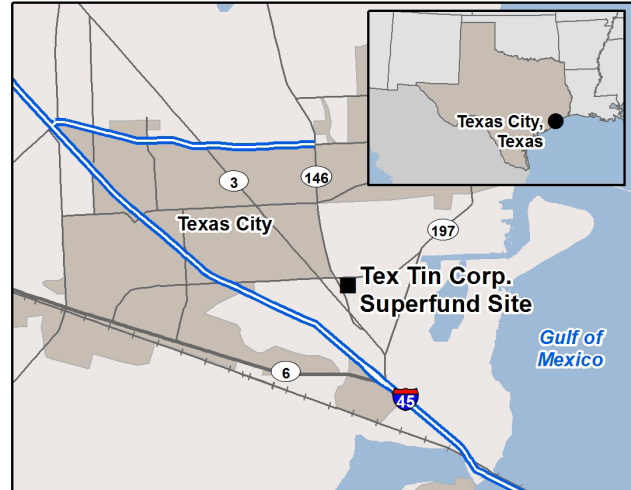 Texas City,
Texas
3
146
Texas City
197
Tex Tin Corp.
Superfund Site
Gulf of
Mexico
6
45